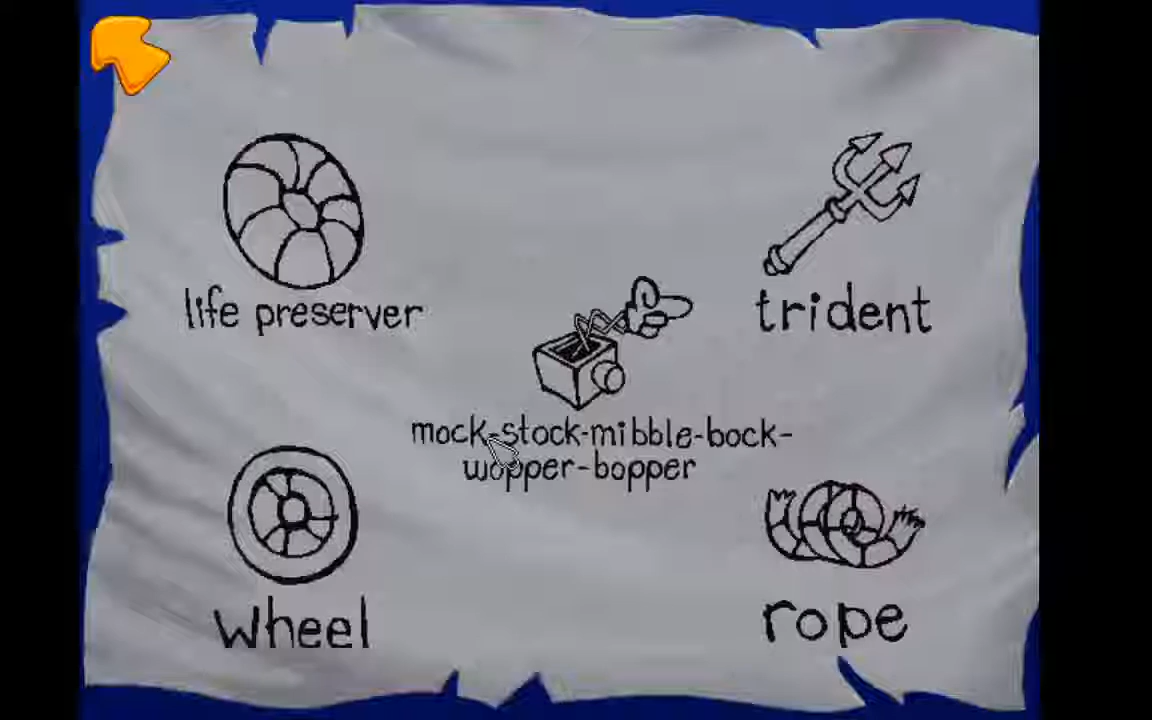 life preserver
trident
mock-stock-mibble-bock-
wopper-bopper
wheel
rope